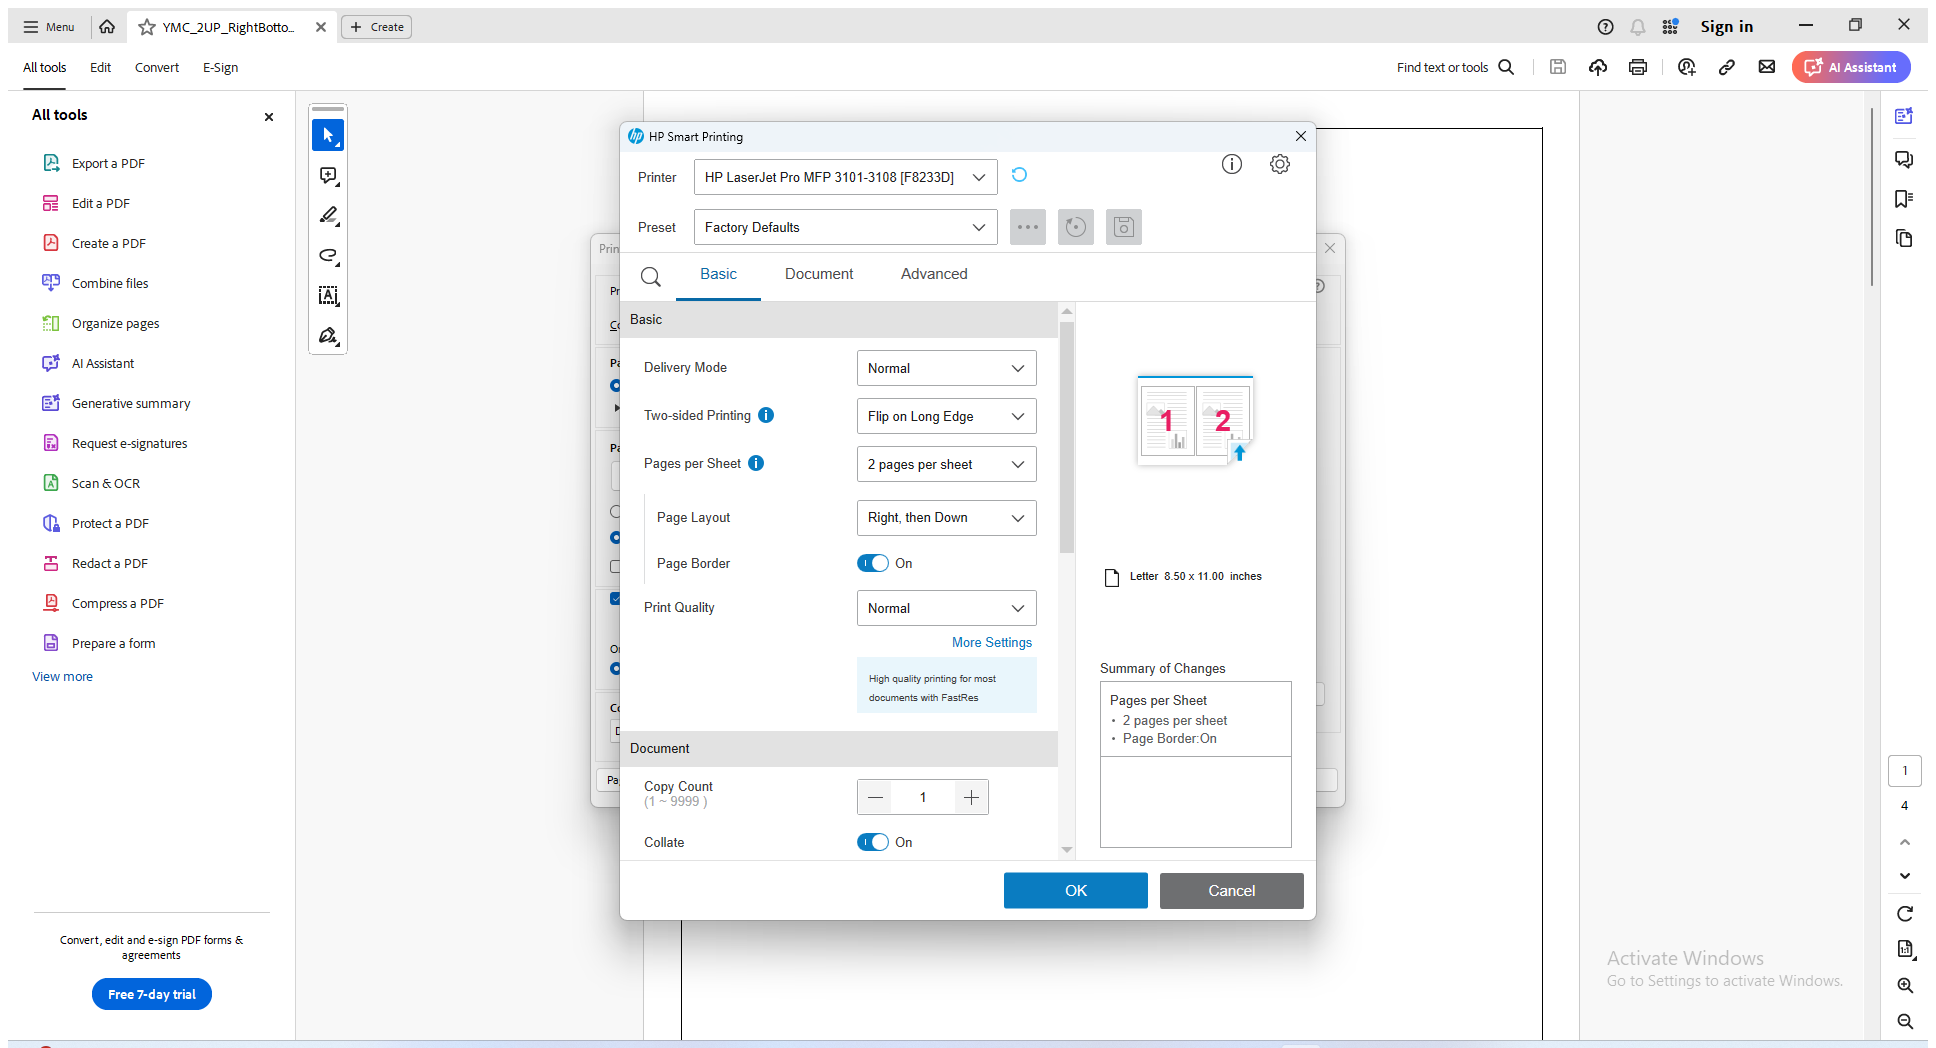 Menu
YMC_2UP_RightBotto...
Create
Sign in
All tools
Edit
Convert
E-Sign
Find text or tools
AI Assistant
All tools
Export a PDF
Edit a PDF
Create a PDF
Combine files
Organize pages
AI Assistant
Generative summary
Request e-signatures
Scan & OCR
Protect a PDF
Redact a PDF
Compress a PDF
Prepare a form
View more
Convert, edit and e-sign PDF forms &
agreements
Free 7-day trial
HP Smart Printing
Printer
HP LaserJet Pro MFP 3101-3108 [F8233D]
Preset
Factory Defaults
Basic
Document
Advanced
Basic
Delivery Mode
Normal
Two-sided Printing
Flip on Long Edge
Pages per Sheet
2 pages per sheet
Page Layout
Right, then Down
Page Border
On
Print Quality
Normal
More Settings
High quality printing for most
documents with FastRes
Document
Copy Count
(1 ~ 9999 )
1
Collate
On
1 2
Letter 8.50 x 11.00 inches
Summary of Changes
Pages per Sheet
• 2 pages per sheet
• Page Border:On
OK
Cancel
1
4
Activate Windows
Go to Settings to activate Windows.